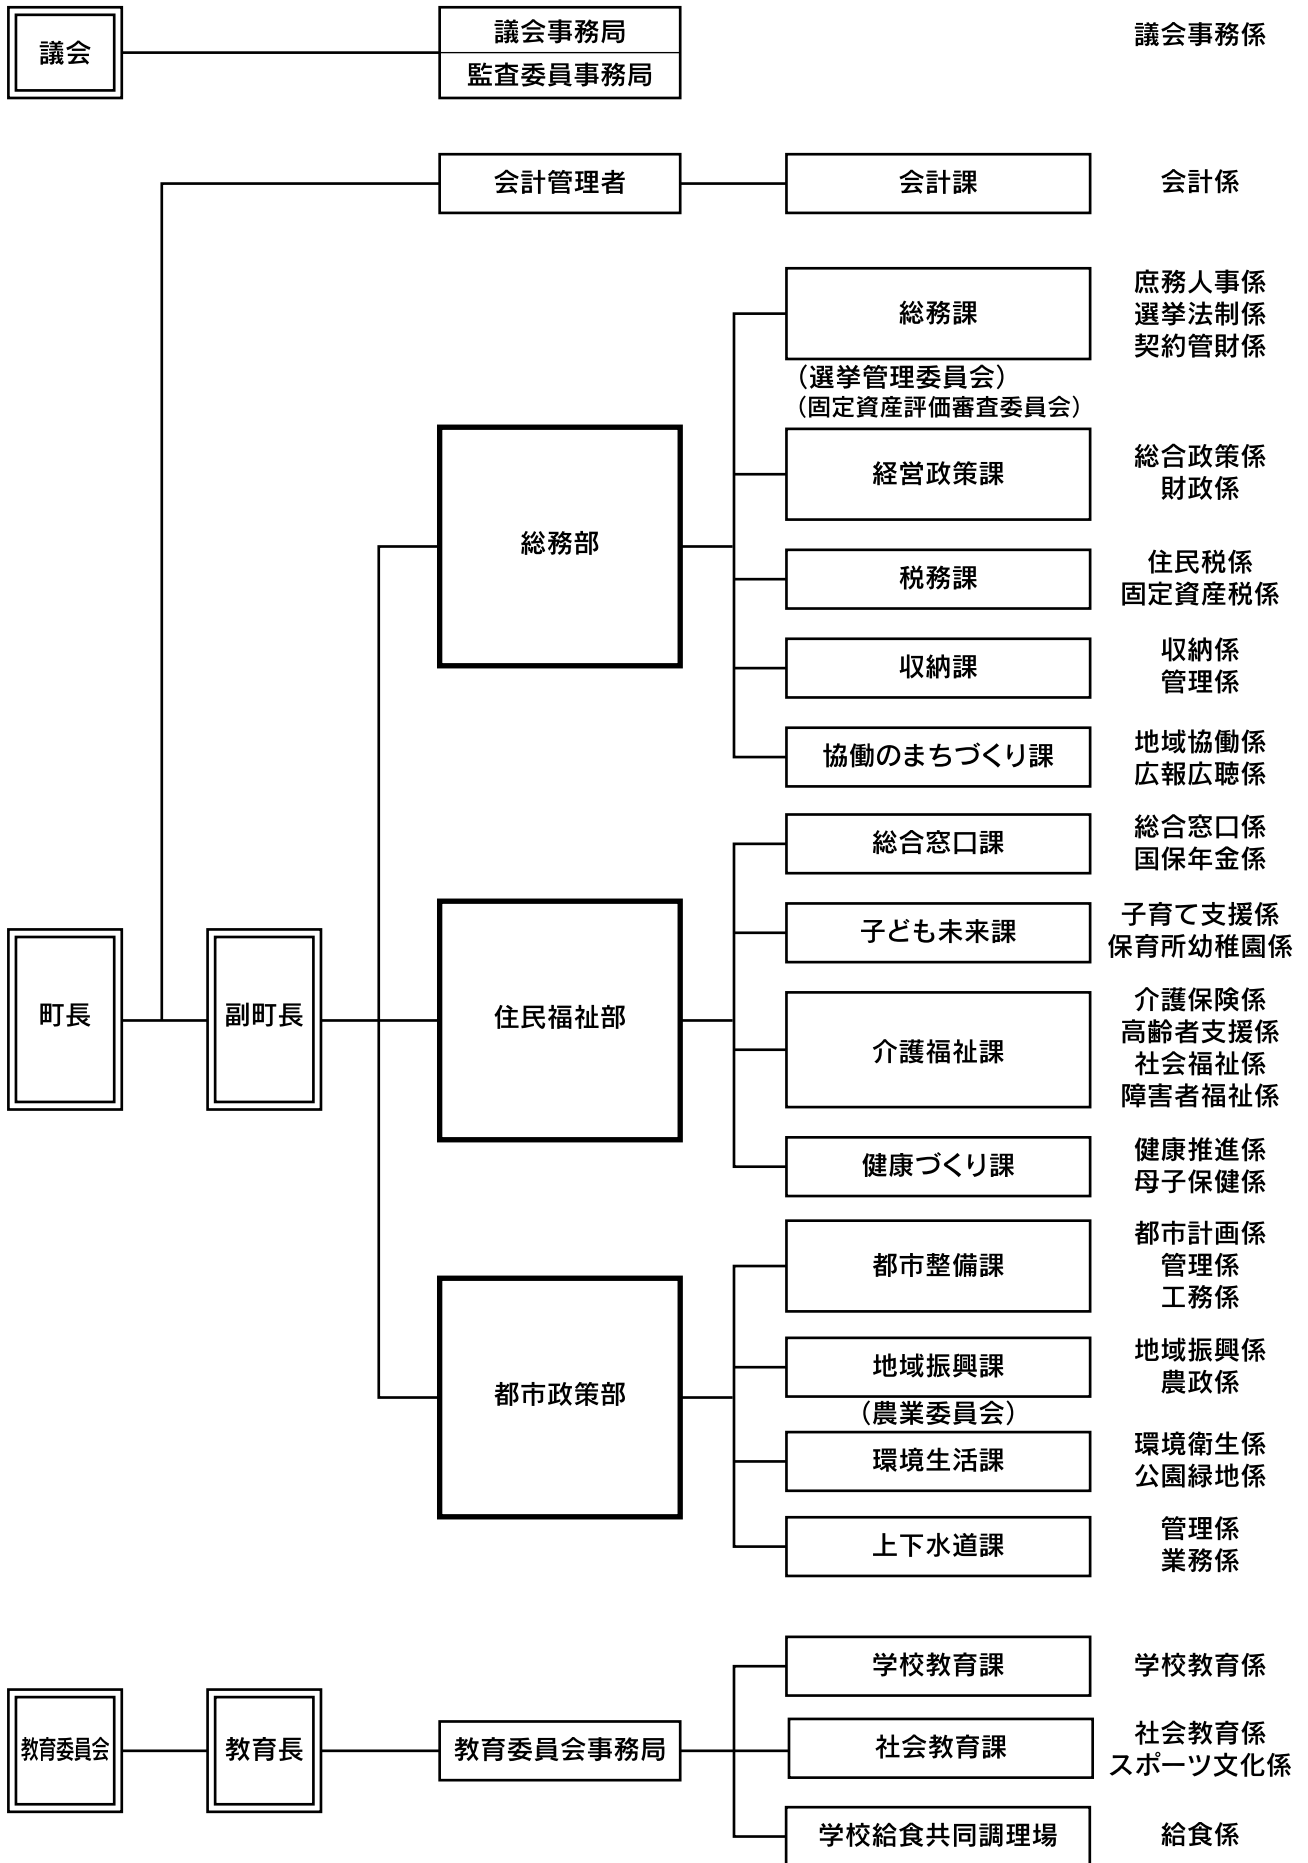 議会
議会事務局
監査委員事務局
議会事務係
会計管理者
会計課
会計係
町長
副町長
総務部
総務課
(選挙管理委員会)
(固定資産評価審査委員会)
庶務人事係
選挙法制係
契約管財係
経営政策課
総合政策係
財政係
税務課
住民税係
固定資産税係
収納課
収納係
管理係
協働のまちづくり課
地域協働係
広報広聴係
住民福祉部
総合窓口課
総合窓口係
国保年金係
子ども未来課
子育て支援係
保育所幼稚園係
介護福祉課
介護保険係
高齢者支援係
社会福祉係
障害者福祉係
健康づくり課
健康推進係
母子保健係
都市政策部
都市整備課
都市計画係
管理係
工務係
地域振興課
(農業委員会)
地域振興係
農政係
環境生活課
環境衛生係
公園緑地係
上下水道課
管理係
業務係
教育委員会
教育長
教育委員会事務局
学校教育課
学校教育係
社会教育課
社会教育係
スポーツ文化係
学校給食共同調理場
給食係